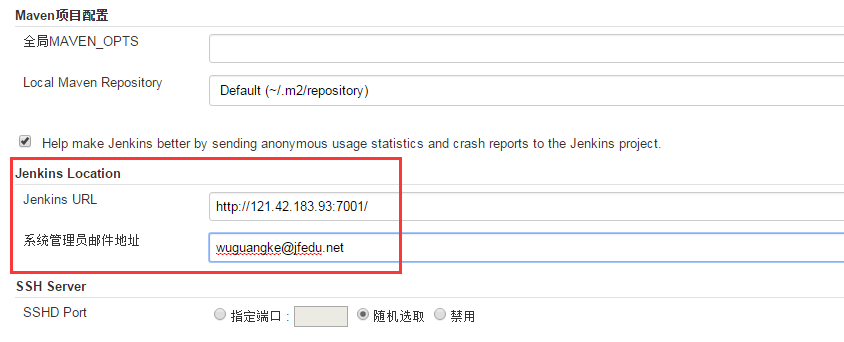 Maven项目配置
全局MAVEN_OPTS
Local Maven Repository Default (~/.m2/repository)
Help make Jenkins better by sending anonymous usage statistics and crash reports to the Jenkins project.
Jenkins Location
Jenkins URL http://121.42.183.93:7001/
系统管理员邮件地址 wuguangke@jfedu.net
SSH Server
SSHD Port 指定端口 : 随机选取 禁用